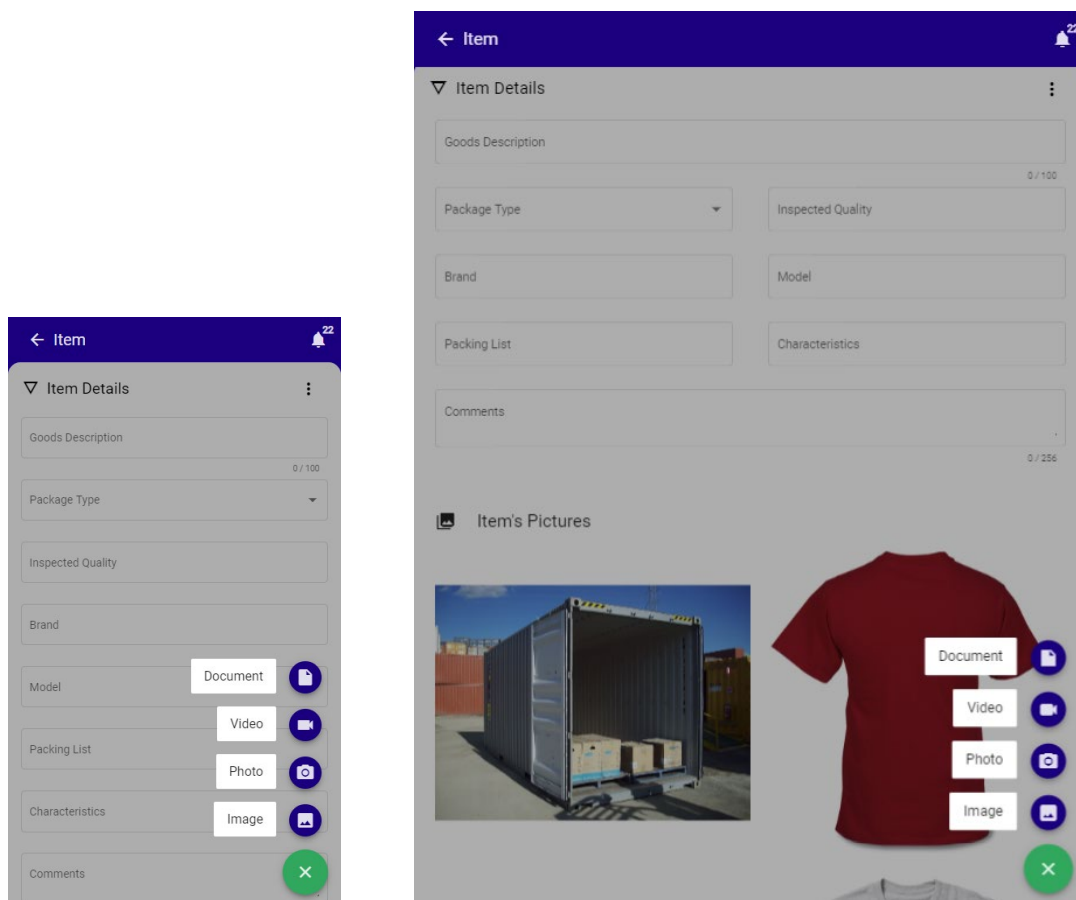 Item
22
Item Details
Goods Description
0 / 100
Package Type
Inspected Quality
Brand
Model
Packing List
Characteristics
Comments
Document
Video
Photo
Image
Item
22
Item Details
Goods Description
0 / 100
Package Type
Inspected Quality
Brand
Model
Packing List
Characteristics
Comments
0 / 256
Item's Pictures
Document
Video
Photo
Image